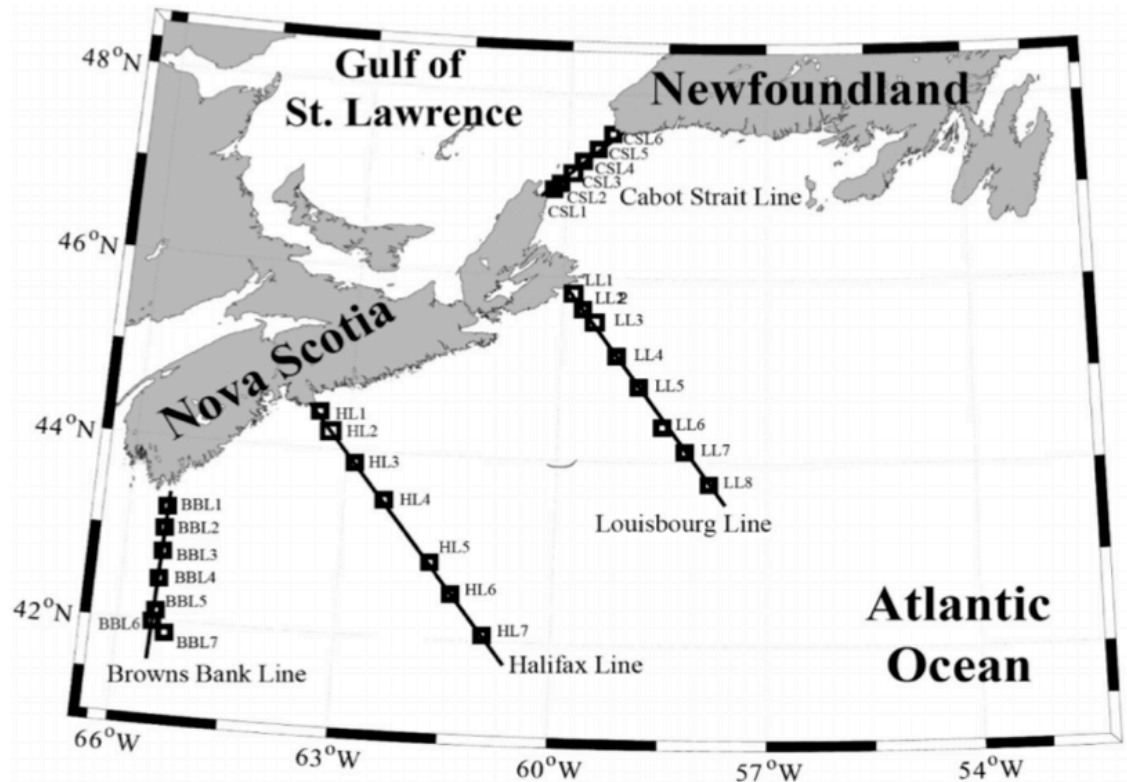 Gulf of
St. Lawrence
Newfoundland
48°N
CSL6
CSL5
CSL4
CSL3
CSL2
CSL1
Cabot Strait Line
46°N
LL1
LL2
LL3
LL4
LL5
LL6
LL7
LL8
Louisbourg Line
Nova Scotia
44°N
HL1
HL2
HL3
HL4
HL5
HL6
HL7
Halifax Line
BBL1
BBL2
BBL3
BBL4
BBL5
BBL6
BBL7
Browns Bank Line
42°N
Atlantic
Ocean
66°W
63°W
60°W
57°W